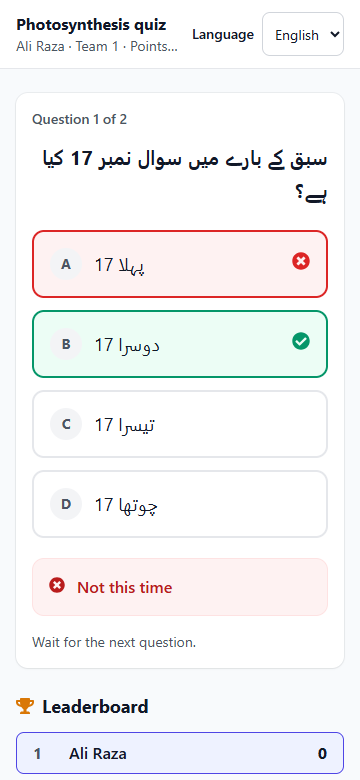 Photosynthesis quiz
Ali Raza · Team 1 · Points...
Language
English
Question 1 of 2
سبق کے بارے میں سوال نمبر 17 کیا
ہے؟
A
پہلا 17
B
دوسرا 17
C
تیسرا 17
D
چوتھا 17
Not this time
Wait for the next question.
Leaderboard
1 Ali Raza 0